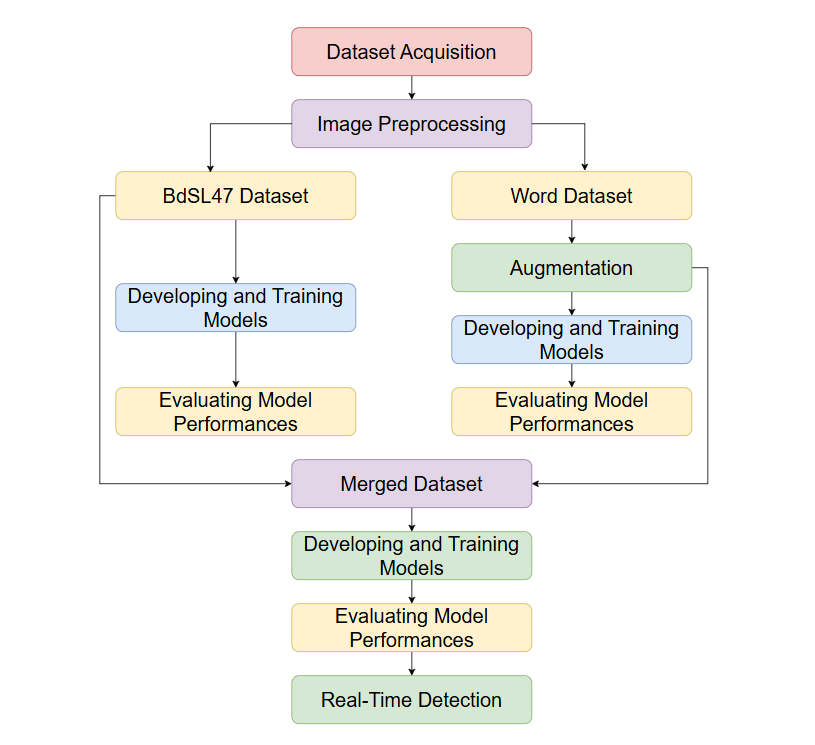 Dataset Acquisition
Image Preprocessing
BdSL47 Dataset
Word Dataset
Augmentation
Developing and Training
Models
Developing and Training
Models
Evaluating Model
Performances
Evaluating Model
Performances
Merged Dataset
Developing and Training
Models
Evaluating Model
Performances
Real-Time Detection